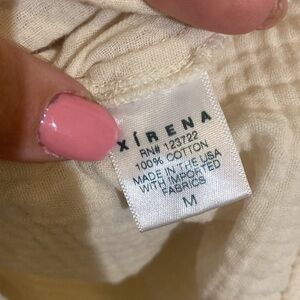 XÍRENA
RN# 123722
100% COTTON
MADE IN THE USA
WITH IMPORTED
FABRICS
M